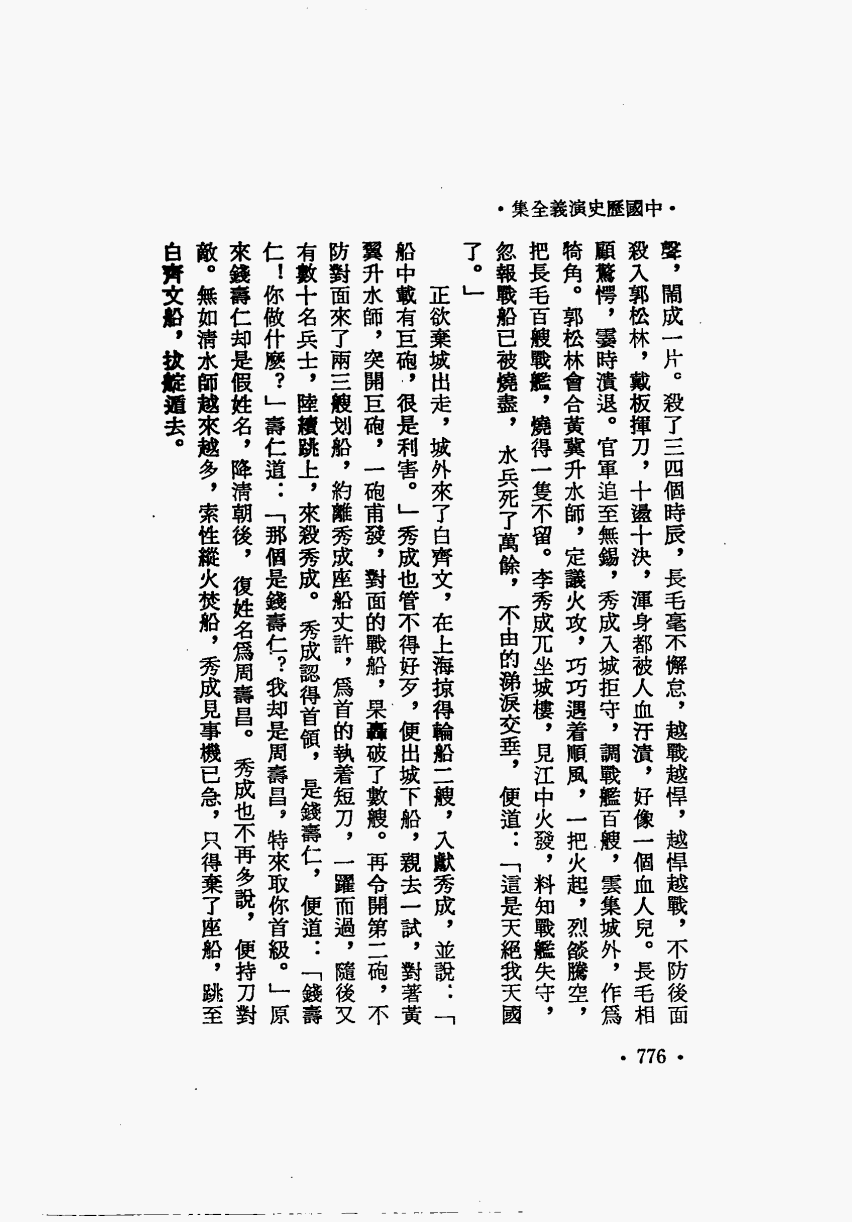 •中國歷史演義全集•
聲，鬧成一片。殺了三四個時辰，長毛毫不懈怠，越戰越悍，越悍越戰，不防後面
殺入郭松林，戴板揮刀，十盪十決，渾身都被人血汙漬，好像一個血人兒。長毛相
顧驚愕，霎時潰退。官軍追至無錫，秀成入城拒守，調戰艦百艘，雲集城外，作爲
犄角。郭松林會合黃翼升水師，定議火攻，巧巧遇着順風，一把火起，烈燄騰空，
把長毛百艘戰艦，燒得一隻不留。李秀成兀坐城樓，見江中火發，料知戰艦失守，
忽報戰船已被燒盡，水兵死了萬餘，不由的涕淚交垂，便道：「這是天絕我天國
了。」
正欲棄城出走，城外來了白齊文，在上海掠得輪船二艘，入獻秀成，並說：「
船中載有巨砲，很是利害。」秀成也管不得好歹，便出城下船，親去一試，對著黃
翼升水師，突開巨砲，一砲甫發，對面的戰船，果轟破了數艘。再令開第二砲，不
防對面來了兩三艘划船，約離秀成座船丈許，爲首的執着短刀，一躍而過，隨後又
有數十名兵士，陸續跳上，來殺秀成。秀成認得首領，是錢壽仁，便道：「錢壽
仁！你做什麼？」壽仁道：「那個是錢壽仁？我却是周壽昌，特來取你首級。」原
來錢壽仁却是假姓名，降清朝後，復姓名爲周壽昌。秀成也不再多說，便持刀對
敵。無如清水師越來越多，索性縱火焚船，秀成見事機已急，只得棄了座船，跳至
白齊文船，拔碇遁去。
•776•